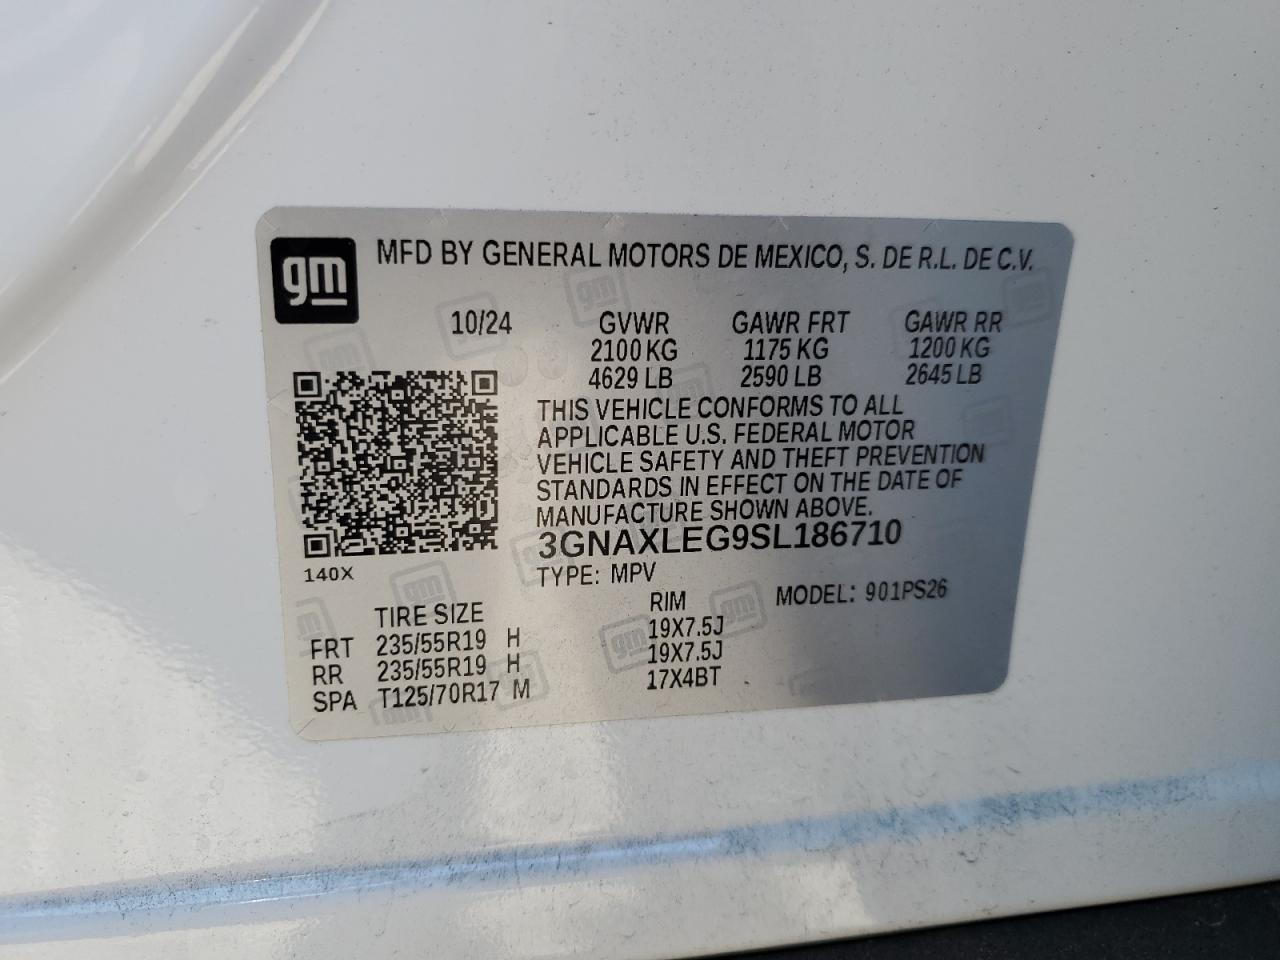 gm
MFD BY GENERAL MOTORS DE MEXICO, S. DE R.L. DE C.V.
10/24 GVWR GAWR FRT GAWR RR
2100 KG 1175 KG 1200 KG
4629 LB 2590 LB 2645 LB
THIS VEHICLE CONFORMS TO ALL
APPLICABLE U.S. FEDERAL MOTOR
VEHICLE SAFETY AND THEFT PREVENTION
STANDARDS IN EFFECT ON THE DATE OF
MANUFACTURE SHOWN ABOVE.
3GNAXLEG9SL186710
140X
TYPE: MPV MODEL: 901PS26
TIRE SIZE RIM
FRT 235/55R19 H 19X7.5J
RR 235/55R19 H 19X7.5J
SPA T125/70R17 M 17X4BT